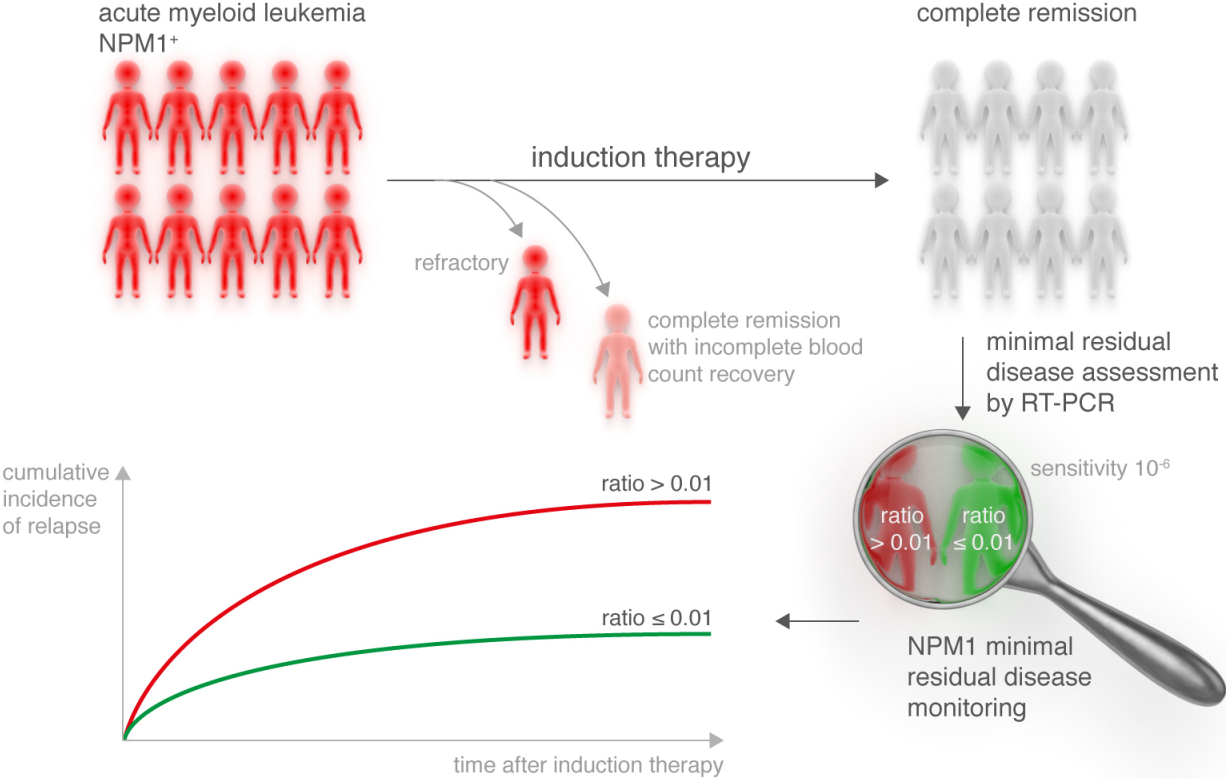 acute myeloid leukemia
NPM1⁺
complete remission
induction therapy
refractory
complete remission
with incomplete blood
count recovery
minimal residual
disease assessment
by RT-PCR
sensitivity 10⁻⁶
ratio
> 0.01
ratio
≤ 0.01
NPM1 minimal
residual disease
monitoring
cumulative
incidence
of relapse
ratio > 0.01
ratio ≤ 0.01
time after induction therapy